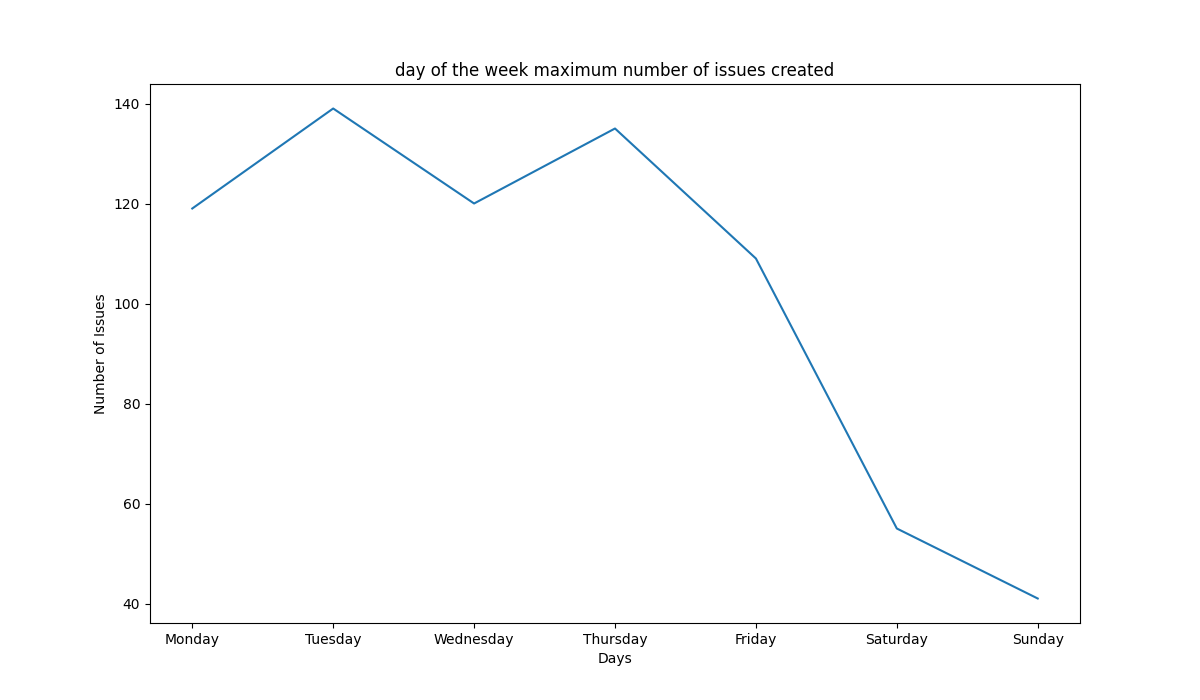 day of the week maximum number of issues created
140
120
100
80
60
40
Number of Issues
Monday Tuesday Wednesday Thursday Friday Saturday Sunday
Days